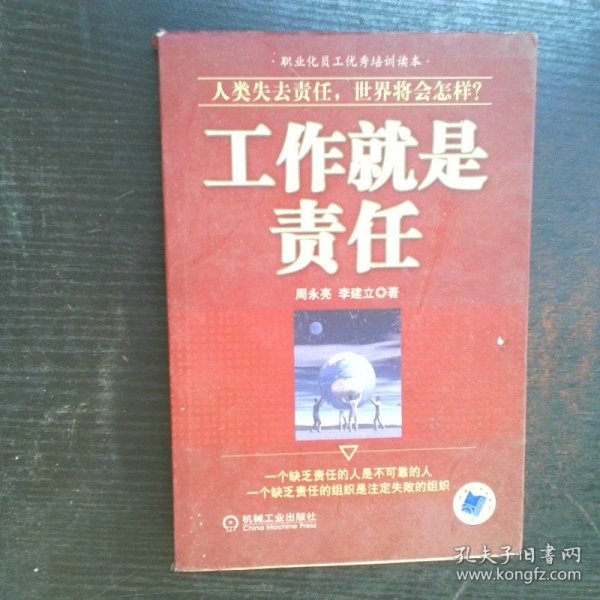 ·职业化员工优秀培训读本·
人类失去责任，世界将会怎样？
工作就是
责任
周永亮 李建立◎著
一个缺乏责任的人是不可靠的人
一个缺乏责任的组织是注定失败的组织
机械工业出版社
China Machine Press
孔夫子旧书网
www.kongfz.com